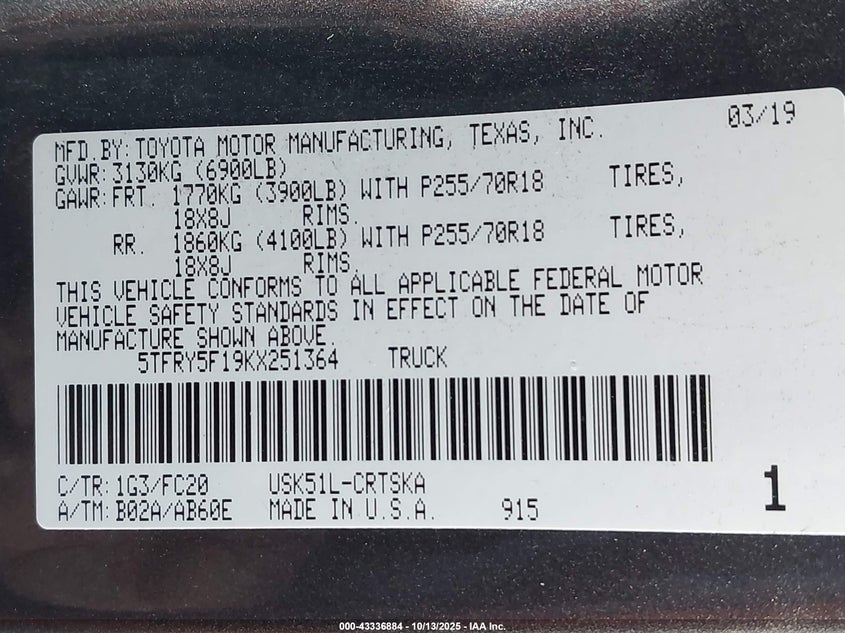 MFD.BY:TOYOTA MOTOR MANUFACTURING, TEXAS, INC. 03/19
GVWR:3130KG (6900LB)
GAWR:FRT. 1770KG (3900LB) WITH P255/70R18 TIRES,
18X8J RIMS.
RR. 1860KG (4100LB) WITH P255/70R18 TIRES,
18X8J RIMS.
THIS VEHICLE CONFORMS TO ALL APPLICABLE FEDERAL MOTOR
VEHICLE SAFETY STANDARDS IN EFFECT ON THE DATE OF
MANUFACTURE SHOWN ABOVE.
5TFRY5F19KX251364 TRUCK
C/TR:1G3/FC20 USK51L-CRTSKA
A/TM:B02A/AB60E MADE IN U.S.A. 915
1
000-43336884 - 10/13/2025 - IAA Inc.